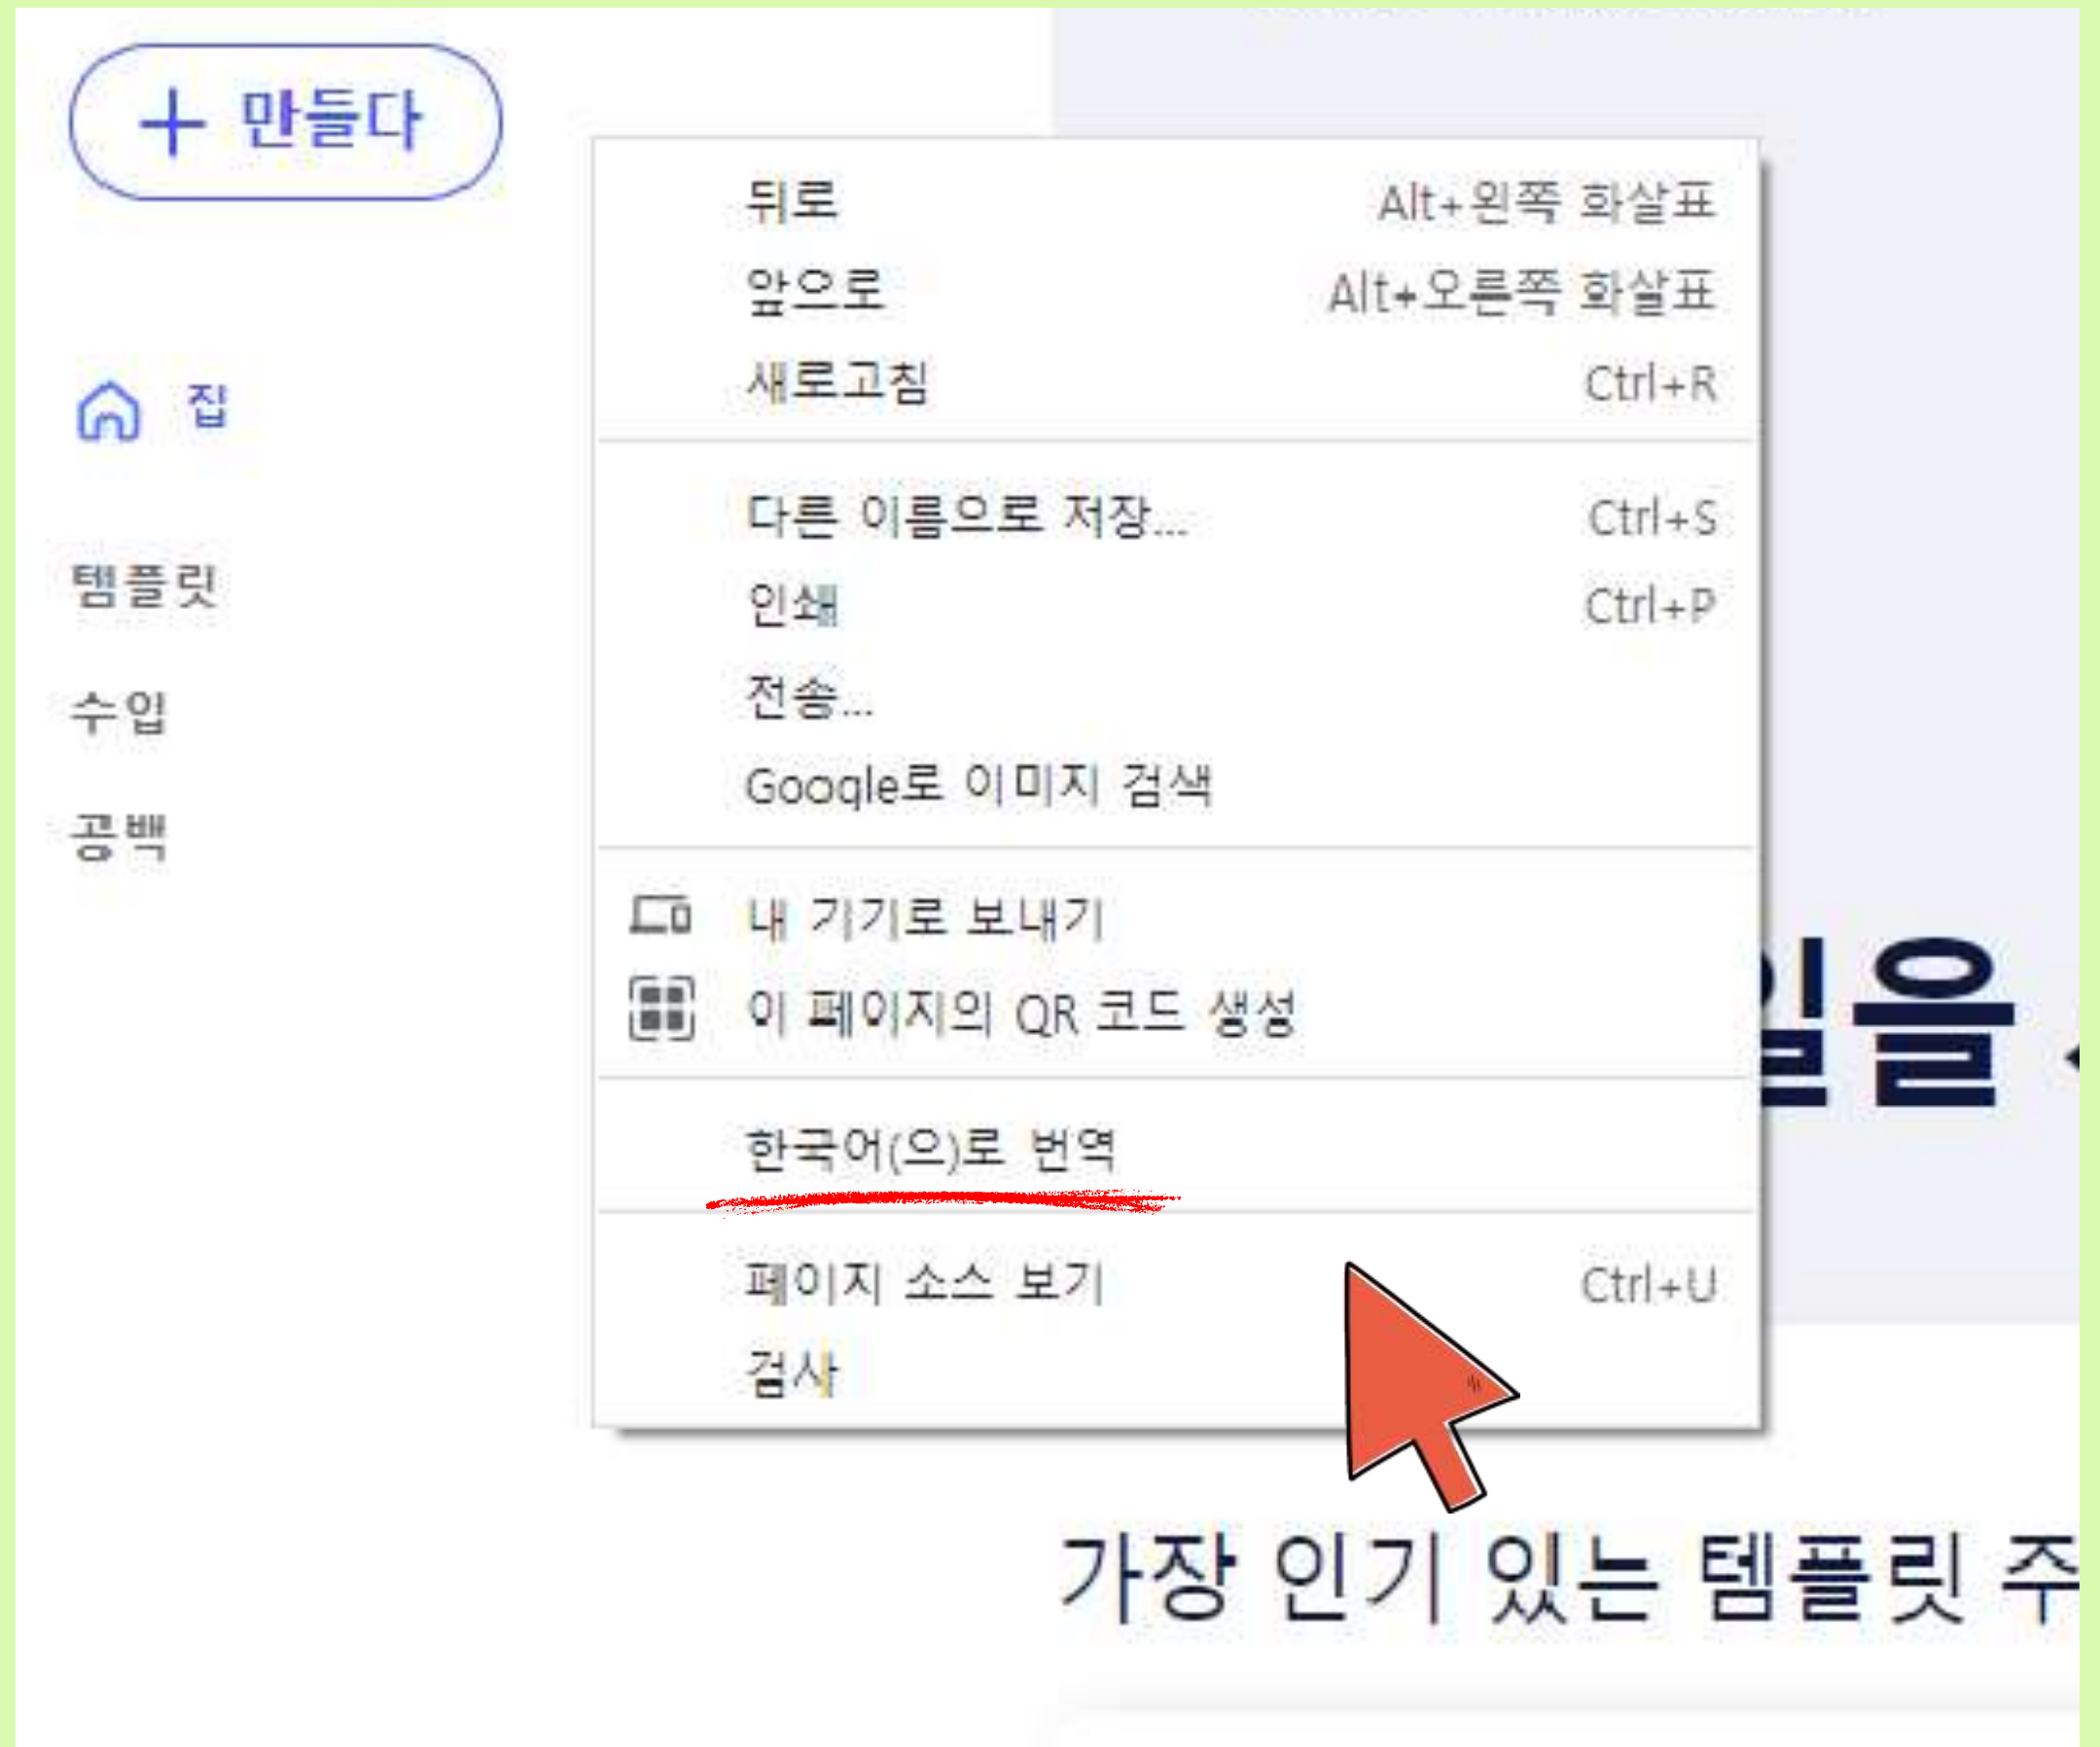 + 만들다
집
템플릿
수입
공백
뒤로 Alt+왼쪽 화살표
앞으로 Alt+오른쪽 화살표
새로고침 Ctrl+R
다른 이름으로 저장... Ctrl+S
인쇄 Ctrl+P
전송...
Google로 이미지 검색
내 기기로 보내기
이 페이지의 QR 코드 생성
한국어(으)로 번역
페이지 소스 보기 Ctrl+U
검사
일을
가장 인기 있는 템플릿 주